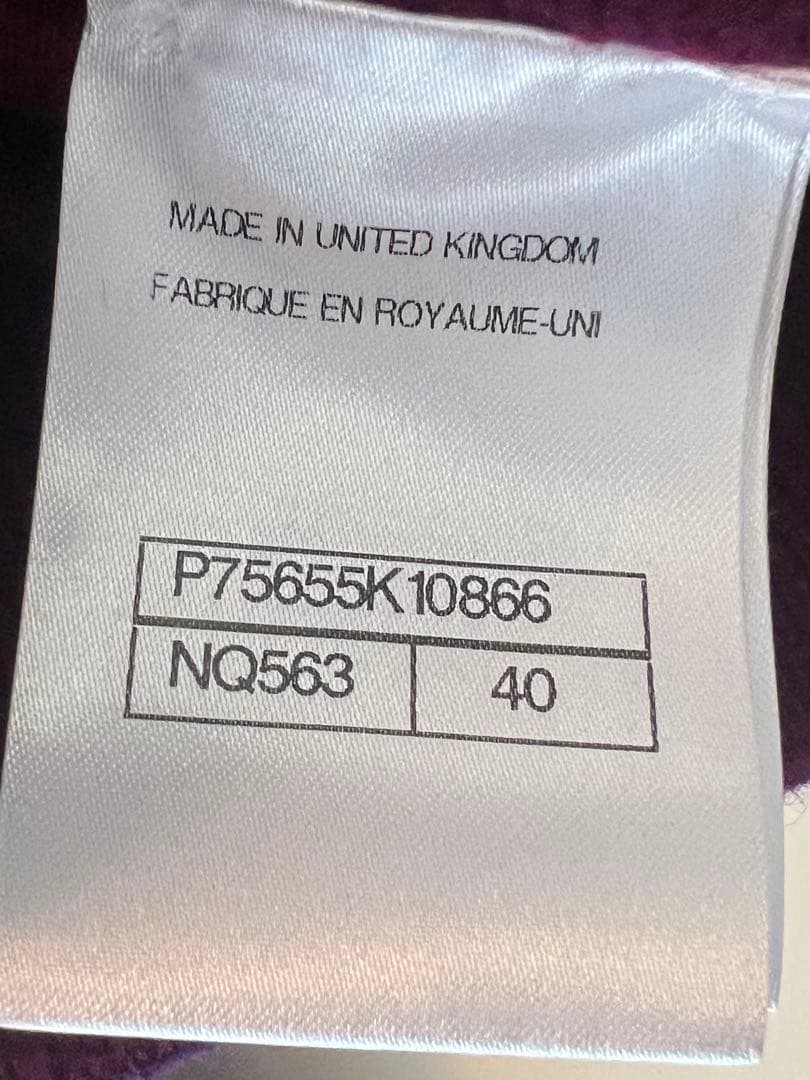 MADE IN UNITED KINGDOM
FABRIQUE EN ROYAUME-UNI
P75655K10866
NQ563 40